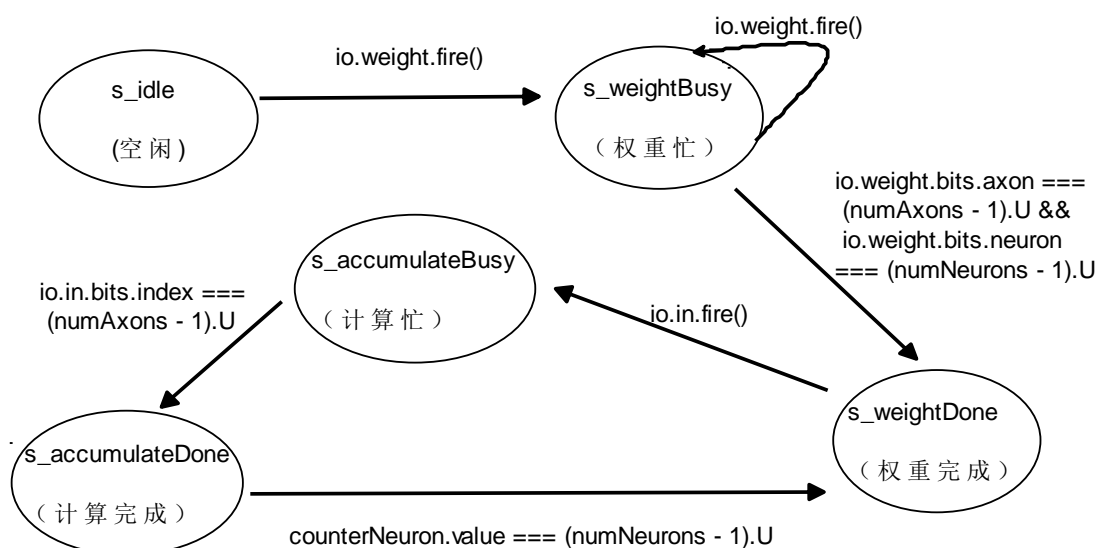 io.weight.fire()
io.weight.fire()
s_idle
(空闲)
s_weightBusy
（权重忙）
io.weight.bits.axon ===
(numAxons - 1).U &&
io.weight.bits.neuron
=== (numNeurons - 1).U
s_accumulateBusy
（计算忙）
io.in.bits.index ===
(numAxons - 1).U
io.in.fire()
s_weightDone
（权重完成）
s_accumulateDone
（计算完成）
counterNeuron.value === (numNeurons - 1).U